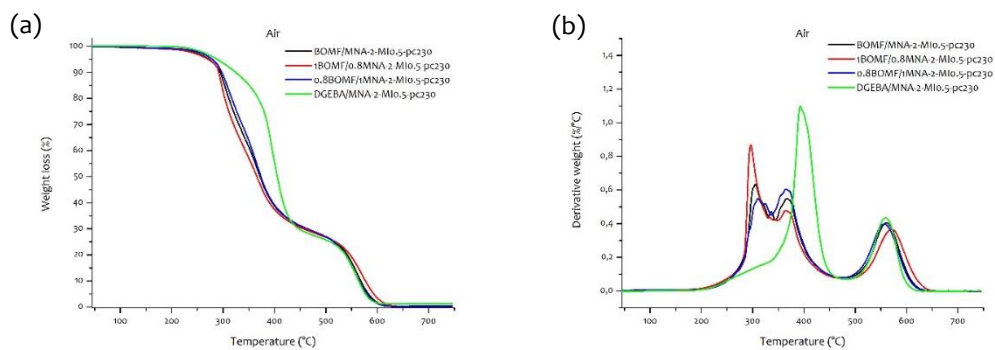 (a)
Air
BOMF/MNA-2-MI0.5-pc230
1BOMF/0.8MNA-2-MI0.5-pc230
0.8BOMF/1MNA-2-MI0.5-pc230
DGEBA/MNA-2-MI0.5-pc230
Weight loss (%)
100
90
80
70
60
50
40
30
20
10
0
100 200 300 400 500 600 700
Temperature (°C)
(b)
Air
BOMF/MNA-2-MI0.5-pc230
1BOMF/0.8MNA-2-MI0.5-pc230
0.8BOMF/1MNA-2-MI0.5-pc230
DGEBA/MNA-2-MI0.5-pc230
Derivative weight (%/°C)
1,2
1,0
0,8
0,6
0,4
0,2
0,0
100 200 300 400 500 600 700
Temperature (°C)